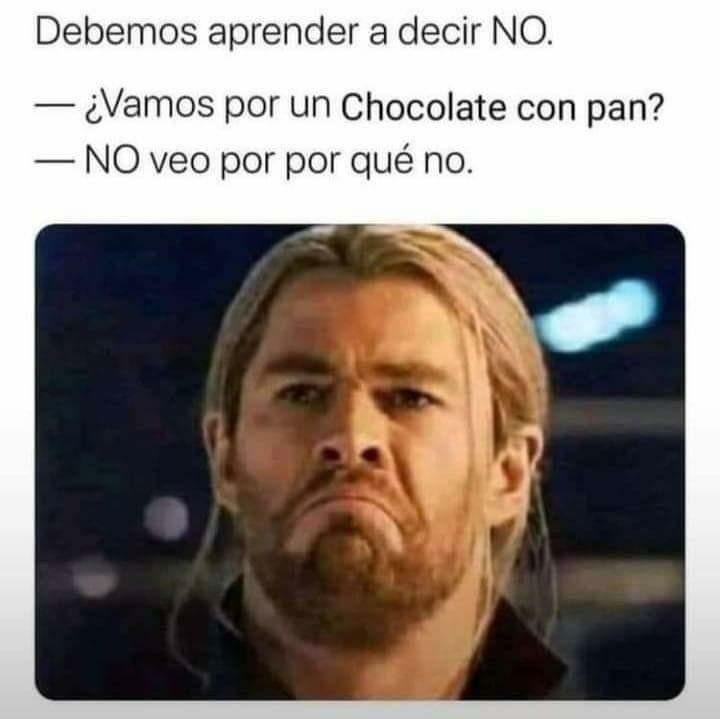 Debemos aprender a decir NO.
— ¿Vamos por un Chocolate con pan?
— NO veo por por qué no.